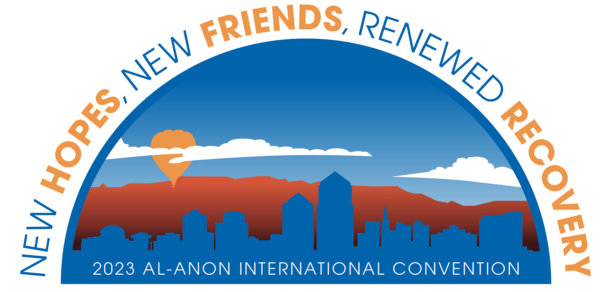 NEW HOPES, NEW FRIENDS, RENEWED RECOVERY
2023 AL-ANON INTERNATIONAL CONVENTION